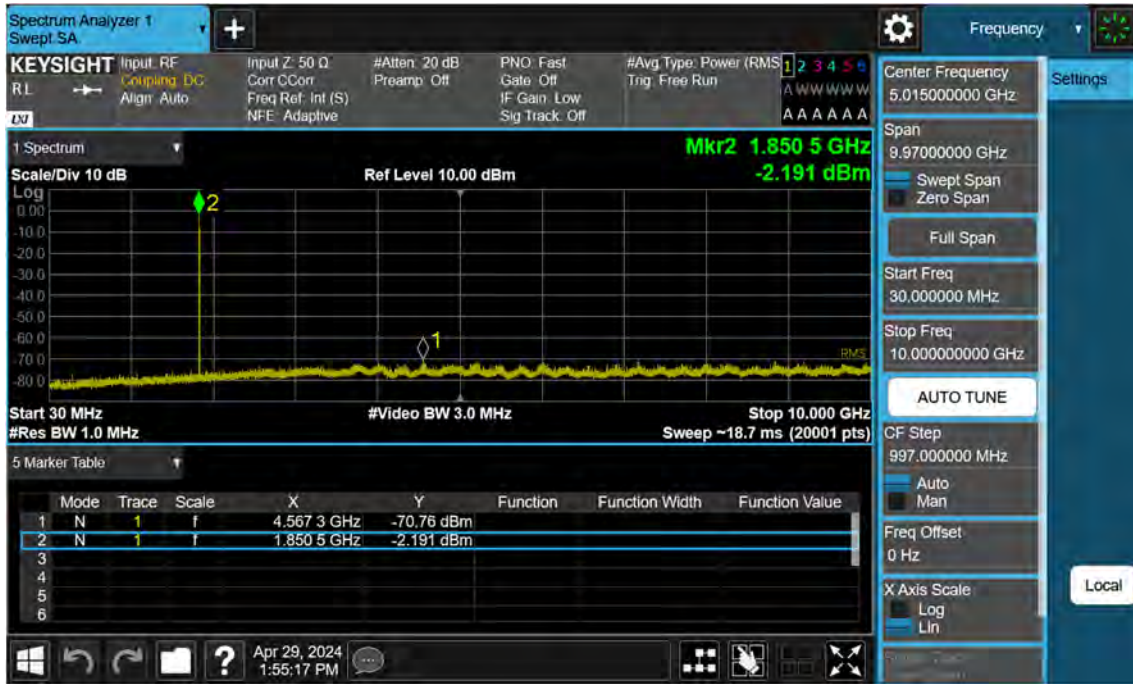 Spectrum Analyzer 1
Swept SA
+
Frequency
KEYSIGHT
RL
LXI
Input: RF
Coupling: DC
Align: Auto
Input Z: 50 Ω
Corr CCorr
Freq Ref: Int (S)
NFE: Adaptive
#Atten: 20 dB
Preamp: Off
PNO: Fast
Gate: Off
IF Gain: Low
Sig Track: Off
#Avg Type: Power (RMS
Trig: Free Run
1 2 3 4 5 6
A W W W W W
A A A A A A
1 Spectrum
Scale/Div 10 dB
Ref Level 10.00 dBm
Mkr2 1.850 5 GHz
-2.191 dBm
Log
0.00
-10.0
-20.0
-30.0
-40.0
-50.0
-60.0
-70.0
-80.0
2
1
RMS
Start 30 MHz
#Video BW 3.0 MHz
Stop 10.000 GHz
#Res BW 1.0 MHz
Sweep ~18.7 ms (20001 pts)
5 Marker Table
Mode Trace Scale X Y Function Function Width Function Value
1 N 1 f 4.567 3 GHz -70.76 dBm
2 N 1 f 1.850 5 GHz -2.191 dBm
3
4
5
6
?
Apr 29, 2024
1:55:17 PM
Center Frequency
5.015000000 GHz
Settings
Span
9.97000000 GHz
Swept Span
Zero Span
Full Span
Start Freq
30.000000 MHz
Stop Freq
10.000000000 GHz
AUTO TUNE
CF Step
997.000000 MHz
Auto
Man
Freq Offset
0 Hz
X Axis Scale
Log
Lin
Local